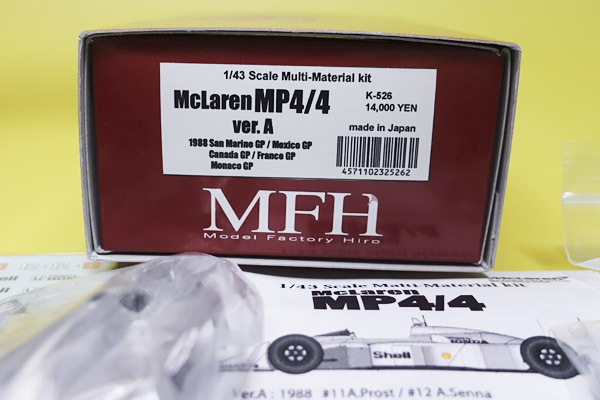 1/43 Scale Multi-Material kit
McLaren MP4/4
K-526
14,000 YEN
ver. A
made in Japan
1988 San Marino GP / Mexico GP
Canada GP / France GP
Monaco GP
4571102325262
MFH
Model Factory Hiro
1/43 Scale Multi Material kit
McLaren
MP4/4
HONDA
Shell
Ver.A : 1988 #11A.Prost / #12 A.Senna